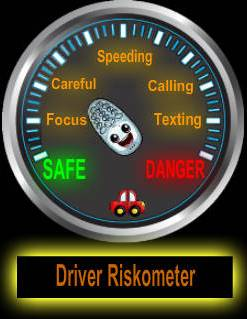 Speeding
Careful Calling
Focus Texting
SAFE DANGER
Driver Riskometer